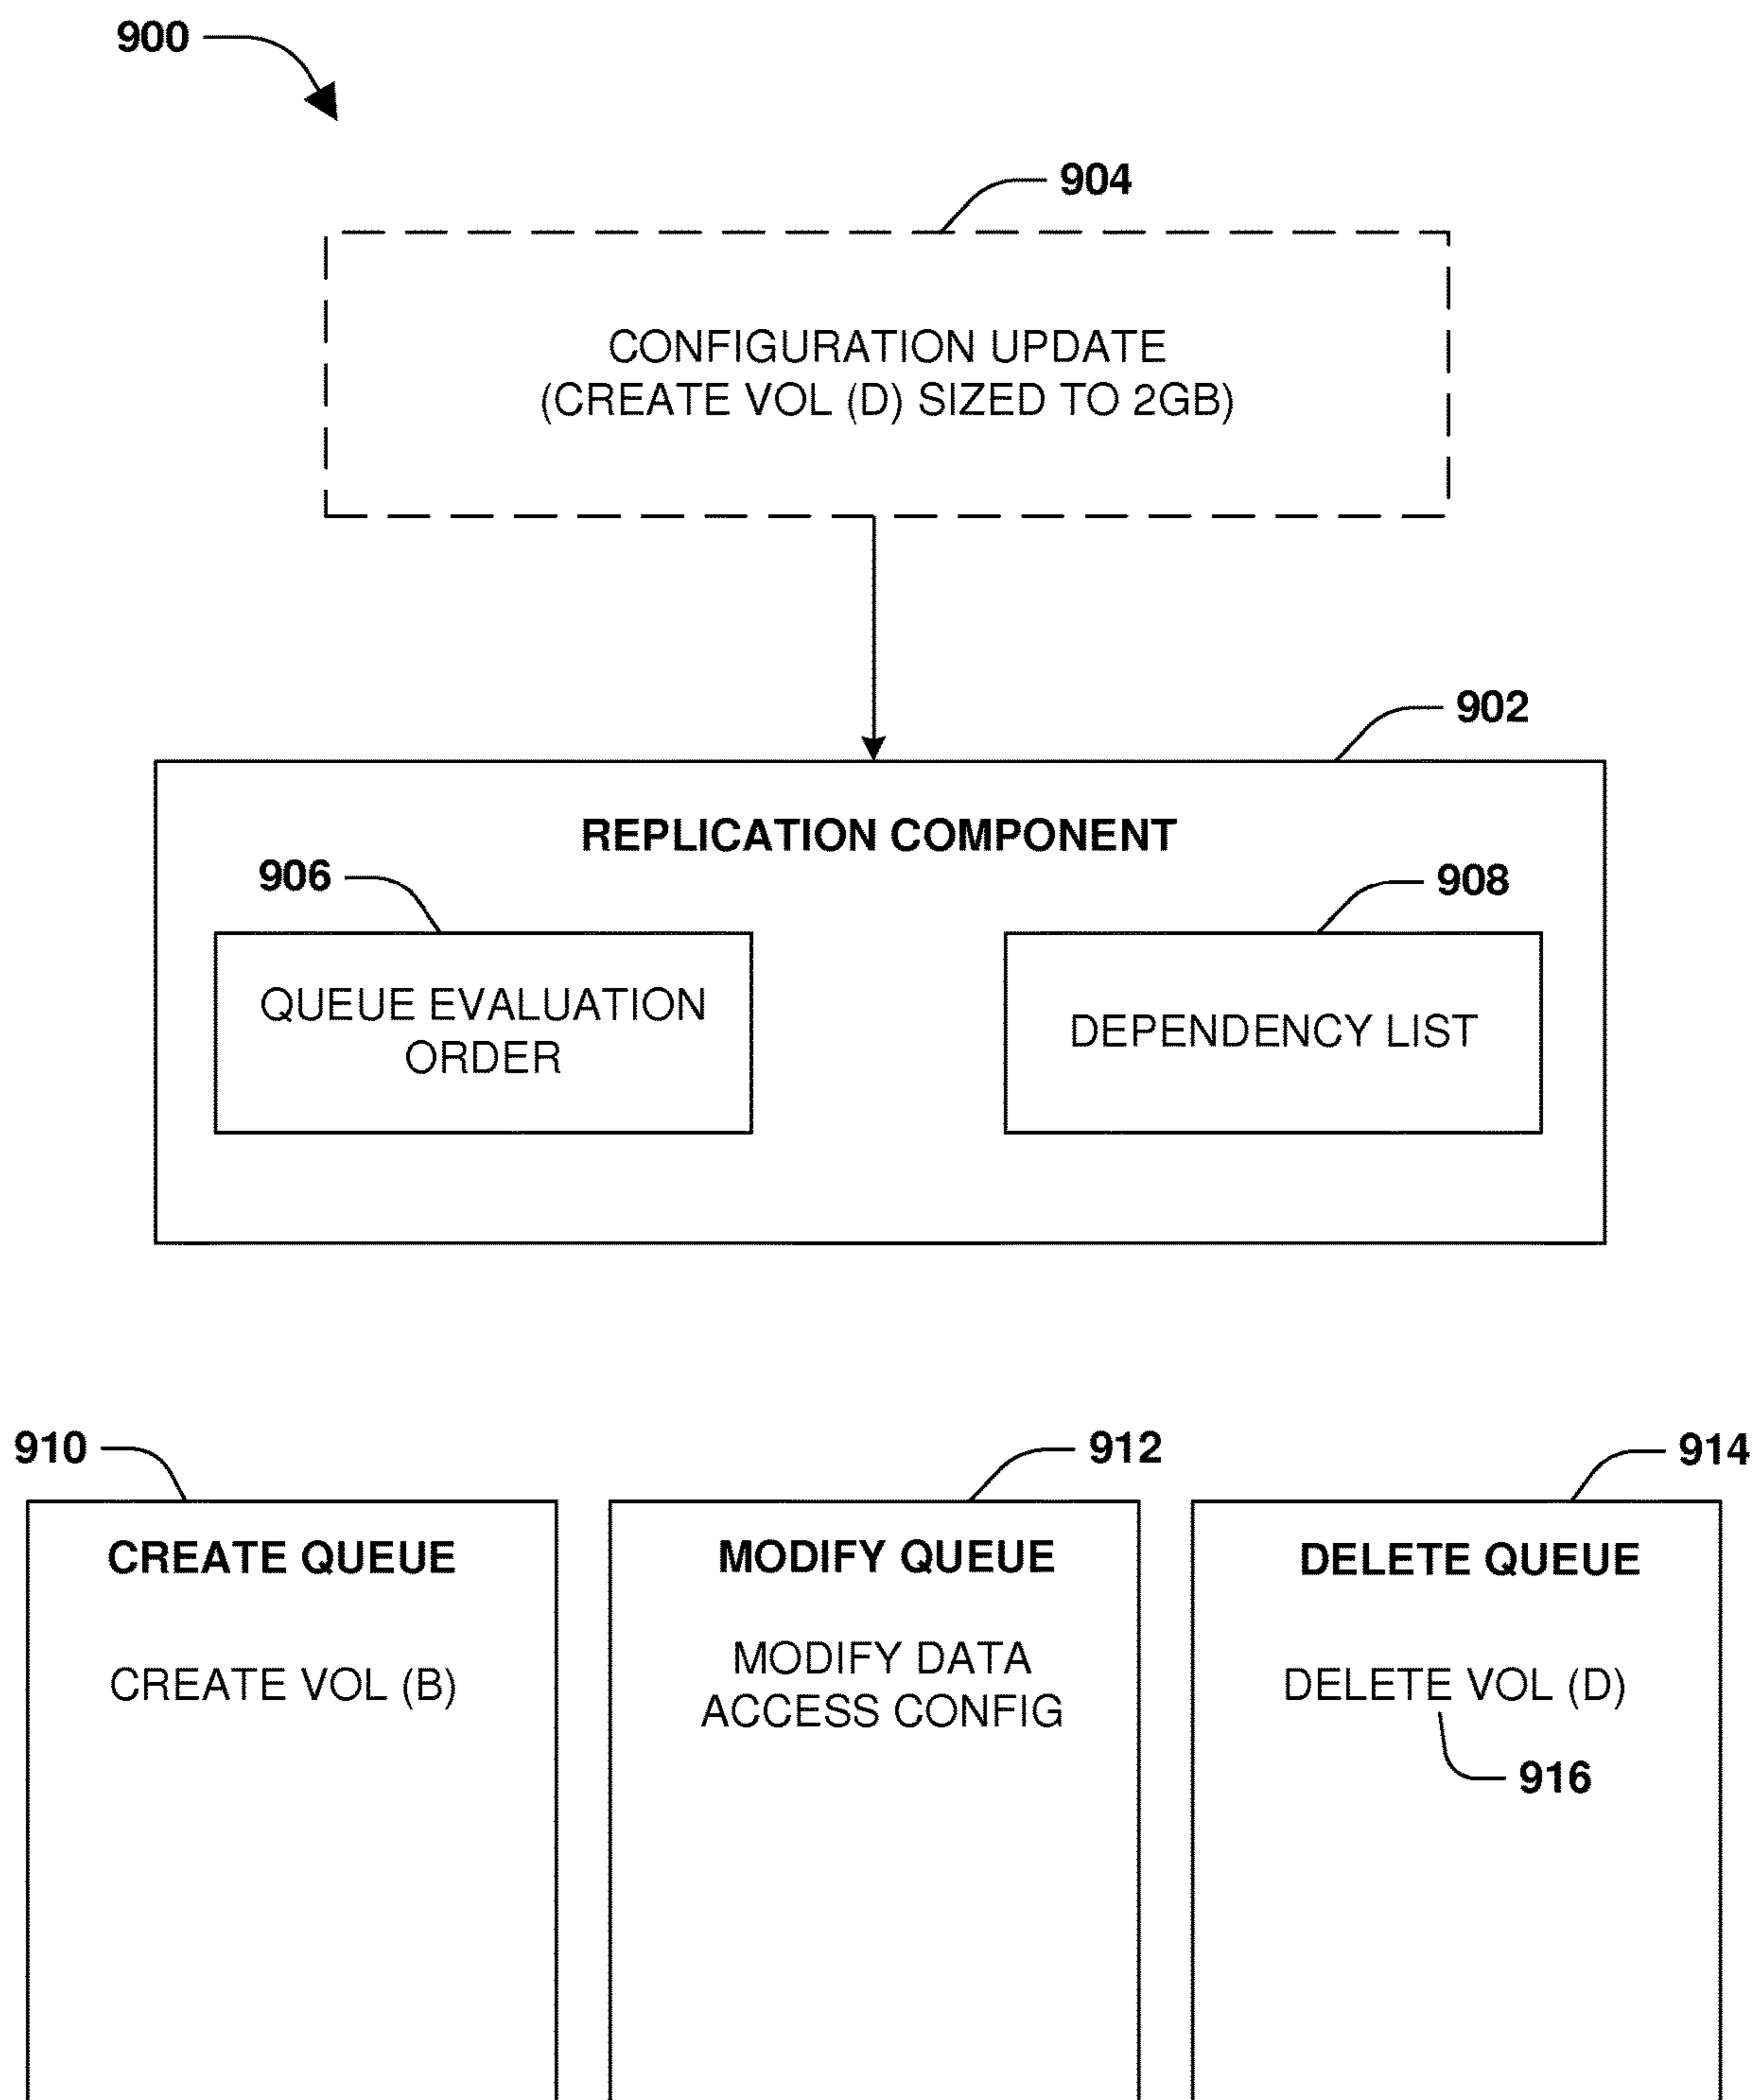 900
904
CONFIGURATION UPDATE
(CREATE VOL (D) SIZED TO 2GB)
902
REPLICATION COMPONENT
906
908
QUEUE EVALUATION
ORDER
DEPENDENCY LIST
910
912
914
CREATE QUEUE
CREATE VOL (B)
MODIFY QUEUE
MODIFY DATA
ACCESS CONFIG
DELETE QUEUE
DELETE VOL (D)
916